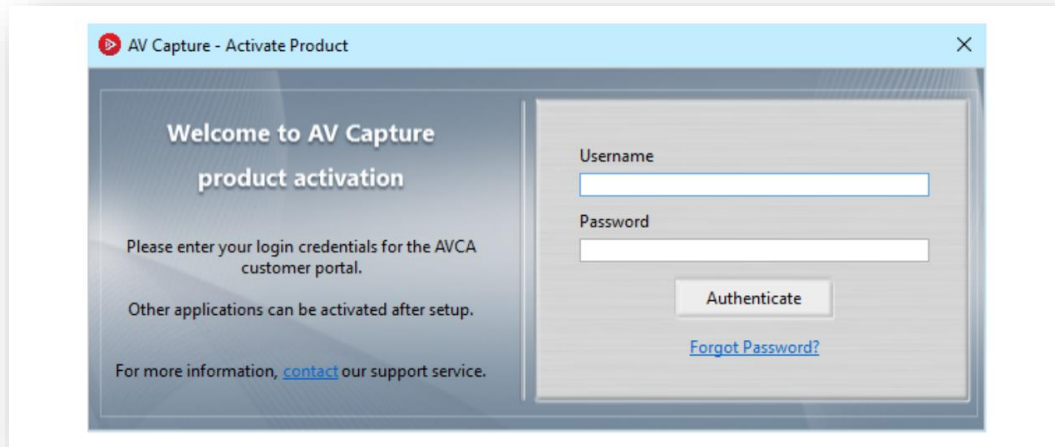 AV Capture - Activate Product
Welcome to AV Capture
product activation
Please enter your login credentials for the AVCA
customer portal.
Other applications can be activated after setup.
For more information, contact our support service.
Username
Password
Authenticate
Forgot Password?